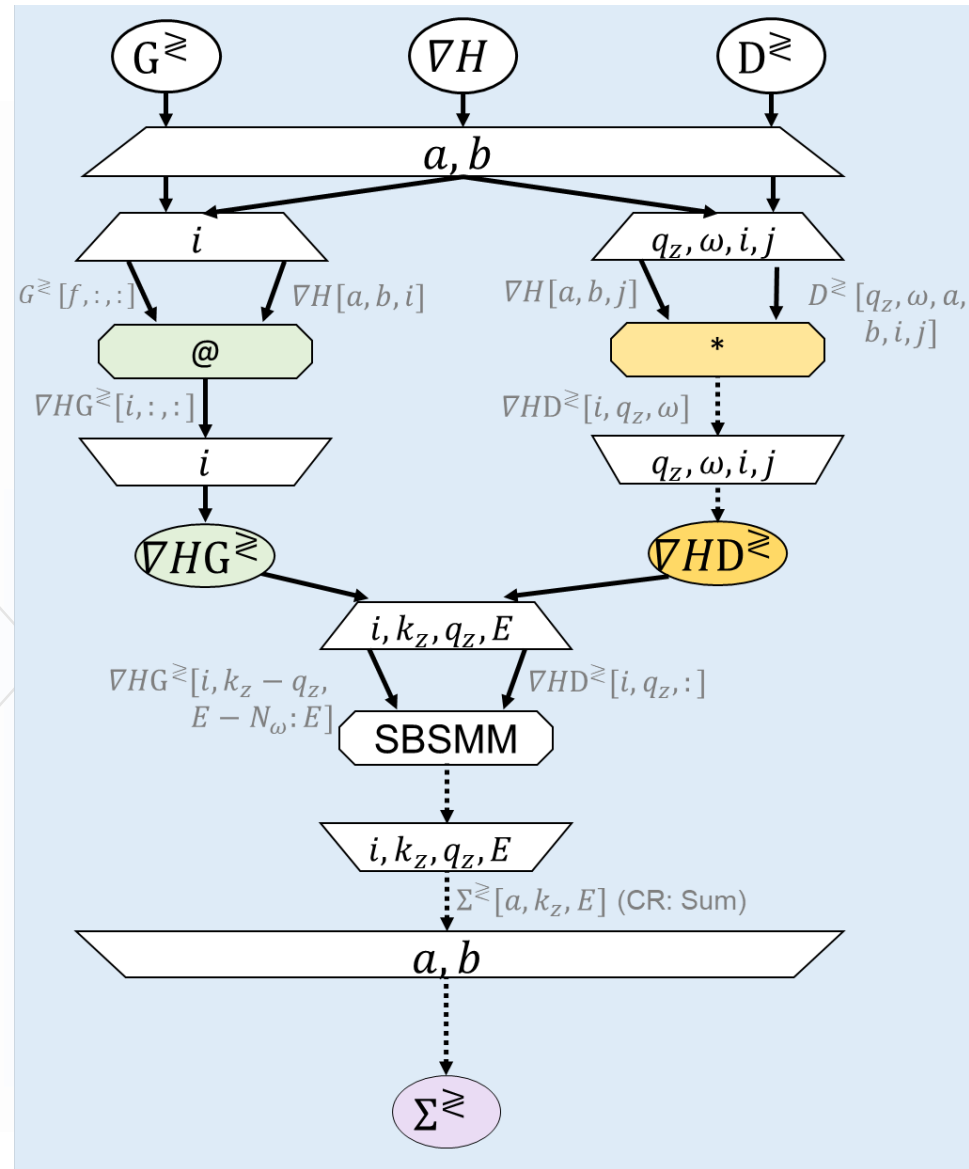 G≷
∇H
D≷
a, b
i
q_z, ω, i, j
G≷[f, :, :]
∇H[a, b, i]
∇H[a, b, j]
D≷[q_z, ω, a,
b, i, j]
@
*
∇HG≷[i, :, :]
∇HD≷[i, q_z, ω]
i
q_z, ω, i, j
∇HG≷
∇HD≷
i, k_z, q_z, E
∇HG≷[i, k_z − q_z,
E − N_ω: E]
∇HD≷[i, q_z, :]
SBSMM
i, k_z, q_z, E
Σ≷[a, k_z, E] (CR: Sum)
a, b
Σ≷